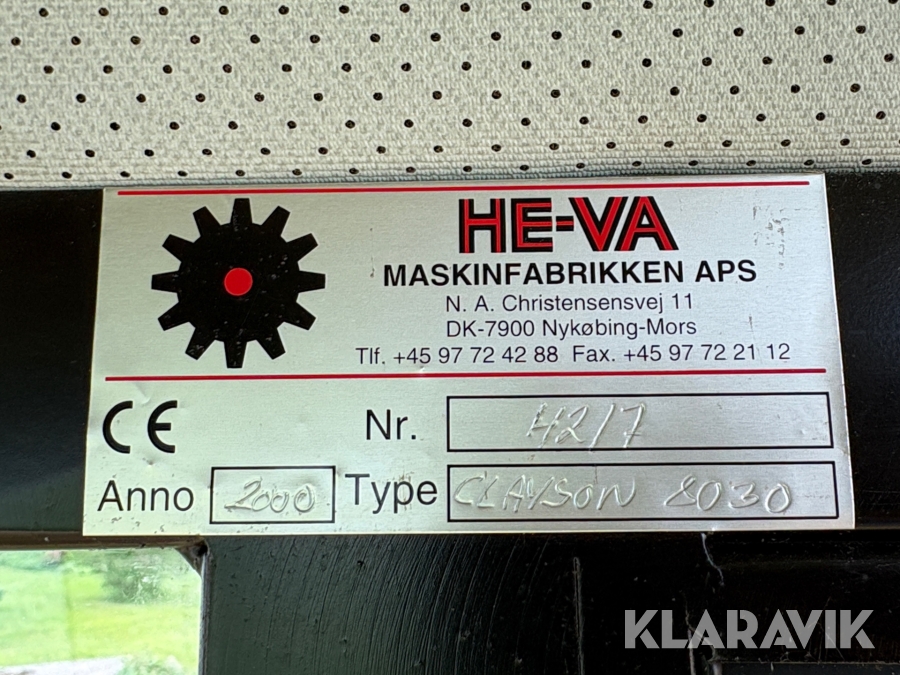 HE-VA
MASKINFABRIKKEN APS
N. A. Christensensvej 11
DK-7900 Nykøbing-Mors
Tlf. +45 97 72 42 88 Fax. +45 97 72 21 12
CE Nr. 4217
Anno 2000 Type CLAYSON 8030
KLARAVIK